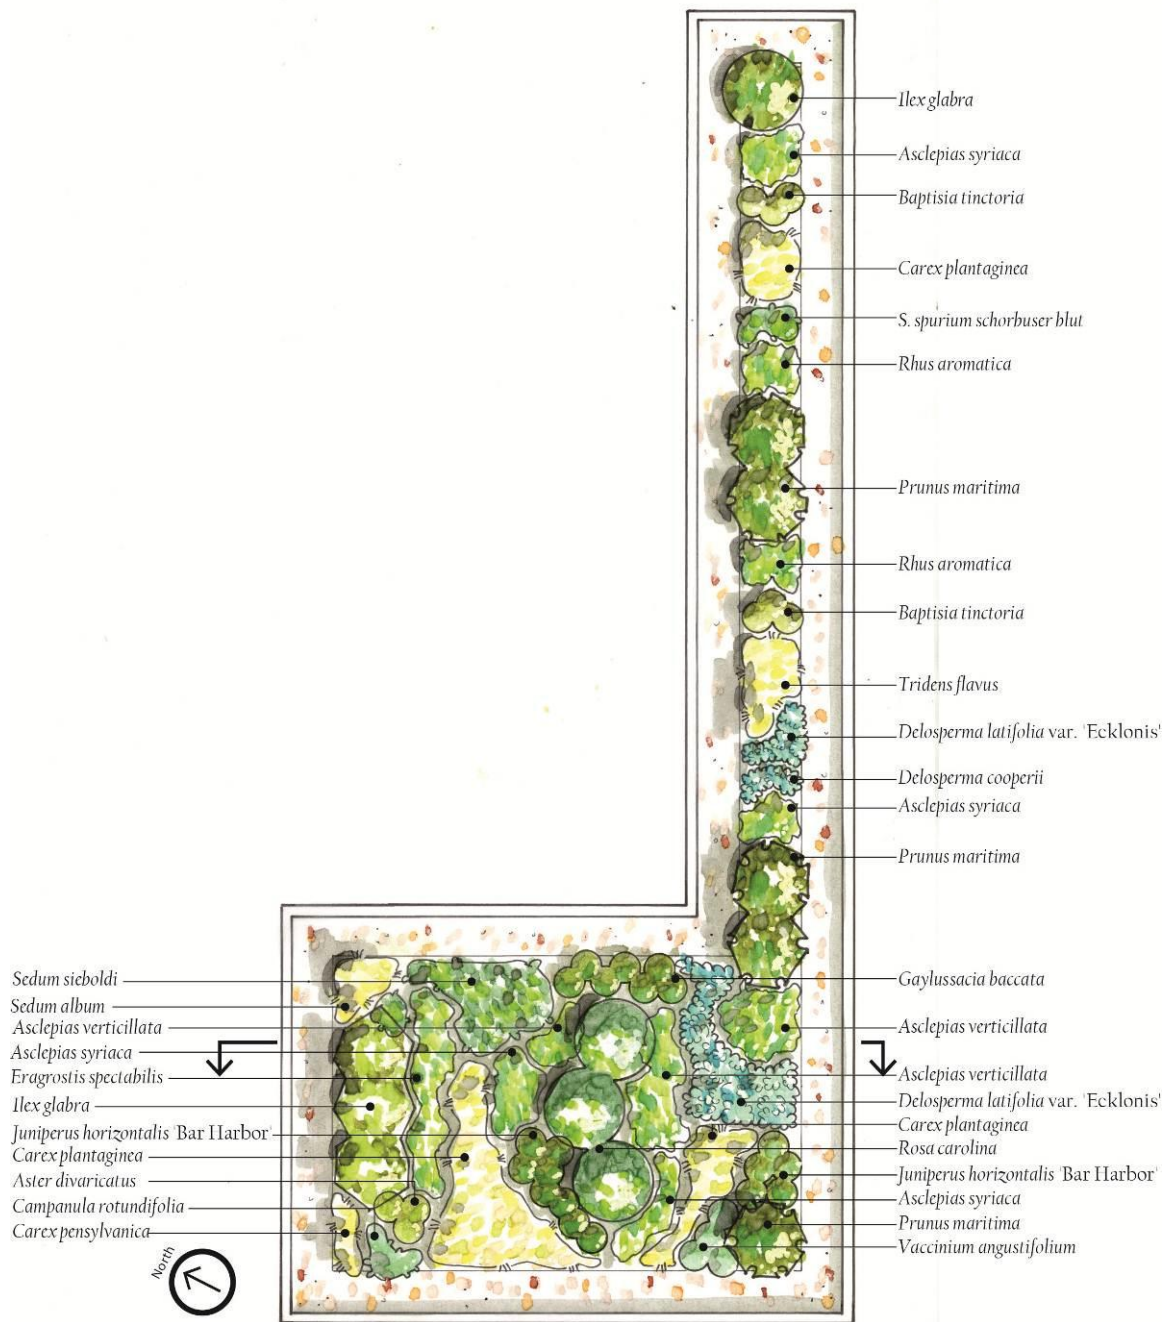 Ilex glabra
Asclepias syriaca
Baptisia tinctoria
Carex plantaginea
S. spurium schorbuser blut
Rhus aromatica
Prunus maritima
Rhus aromatica
Baptisia tinctoria
Tridens flavus
Delosperma latifolia var. 'Ecklonis'
Delosperma cooperii
Asclepias syriaca
Prunus maritima
Gaylussacia baccata
Asclepias verticillata
Asclepias verticillata
Delosperma latifolia var. 'Ecklonis'
Carex plantaginea
Rosa carolina
Juniperus horizontalis 'Bar Harbor'
Asclepias syriaca
Prunus maritima
Vaccinium angustifolium
Sedum sieboldi
Sedum album
Asclepias verticillata
Asclepias syriaca
Eragrostis spectabilis
Ilex glabra
Juniperus horizontalis 'Bar Harbor'
Carex plantaginea
Aster divaricatus
Campanula rotundifolia
Carex pensylvanica
North